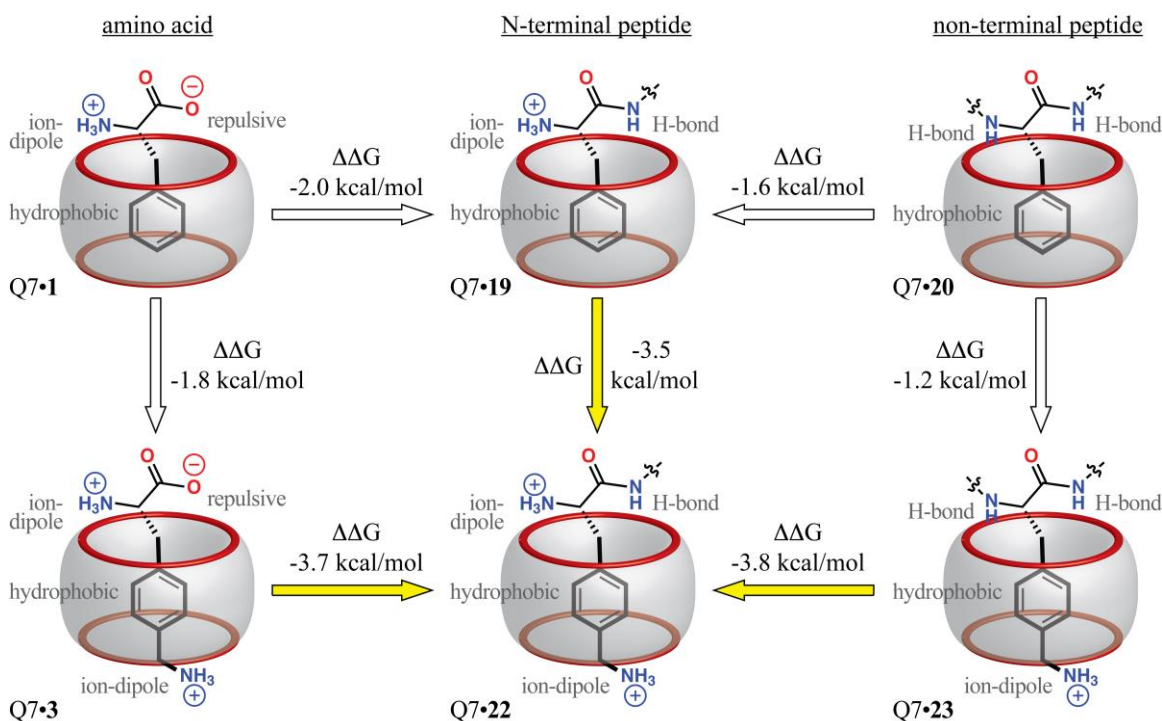 amino acid
N-terminal peptide
non-terminal peptide
O
⊖
⊕
O
repulsive
ion-
dipole
H3N
O
⊕
H3N
N
H
H-bond
ion-
dipole
O
H-bond
N
H
N
H
H-bond
ΔΔG
-2.0 kcal/mol
ΔΔG
-1.6 kcal/mol
hydrophobic
hydrophobic
hydrophobic
Q7•1
Q7•19
Q7•20
ΔΔG
-1.8 kcal/mol
ΔΔG
-3.5
kcal/mol
ΔΔG
-1.2 kcal/mol
O
⊖
⊕
O
repulsive
ion-
dipole
H3N
O
⊕
H3N
N
H
H-bond
ion-
dipole
O
H-bond
N
H
N
H
H-bond
ΔΔG
-3.7 kcal/mol
ΔΔG
-3.8 kcal/mol
hydrophobic
hydrophobic
hydrophobic
ion-dipole
NH3
⊕
ion-dipole
NH3
⊕
ion-dipole
NH3
⊕
Q7•3
Q7•22
Q7•23